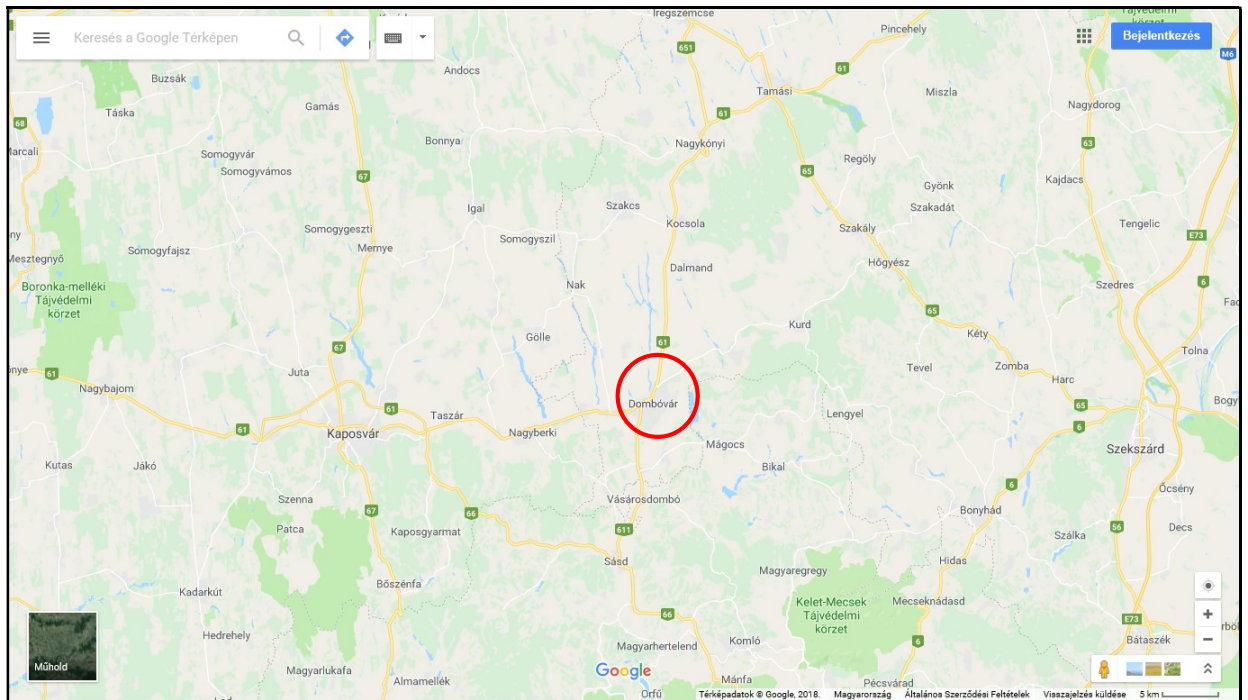 Iregszemcse
Tájvédelmi
körzet
Keresés a Google Térképen
Bejelentkezés
Pincehely
M6
651
Andocs
61
Buzsák
Tamási
Miszla
Nagydorog
Táska
Gamás
61
68
Marcali
Bonnya
Nagykónyi
63
Somogyvár
Regöly
Somogyvámos
67
65
Kajdacs
Gyönk
Igal
Szakcs
Szakadát
Somogygeszti
Kocsola
Szakály
Tengelic
E73
Somogyfajsz
Mernye
Somogyszil
Mesztegnyő
Hőgyész
Dalmand
Boronka-melléki
Tájvédelmi
körzet
Nak
Szedres
6
65
Kurd
Kéty
Gölle
61
67
Tolna
61
Juta
Tevel
Zomba
Harc
Nagybajom
61
Dombóvár
65
Taszár
Lengyel
61
Kaposvár
Nagyberki
6
Mágocs
Szekszárd
Kutas
Jákó
Bikal
6
Őcsény
Szenna
Vásárosdombó
67
66
Bonyhád
Patca
Kaposgyarmat
611
56
Decs
Szálka
Sásd
Hidas
Magyaregregy
Bőszénfa
Kadarkút
Kelet-Mecsek
Tájvédelmi
körzet
Mecseknádasd
66
E73
Hedrehely
Komló
6
Bátaszék
Magyarhertelend
Műhold
Magyarlukafa
Google
Mánfa
Almamellék
Pécsvárad
Orfű
Térképadatok © Google, 2018. Magyarország Általános Szerződési Feltételek Visszajelzés küldése 5 km